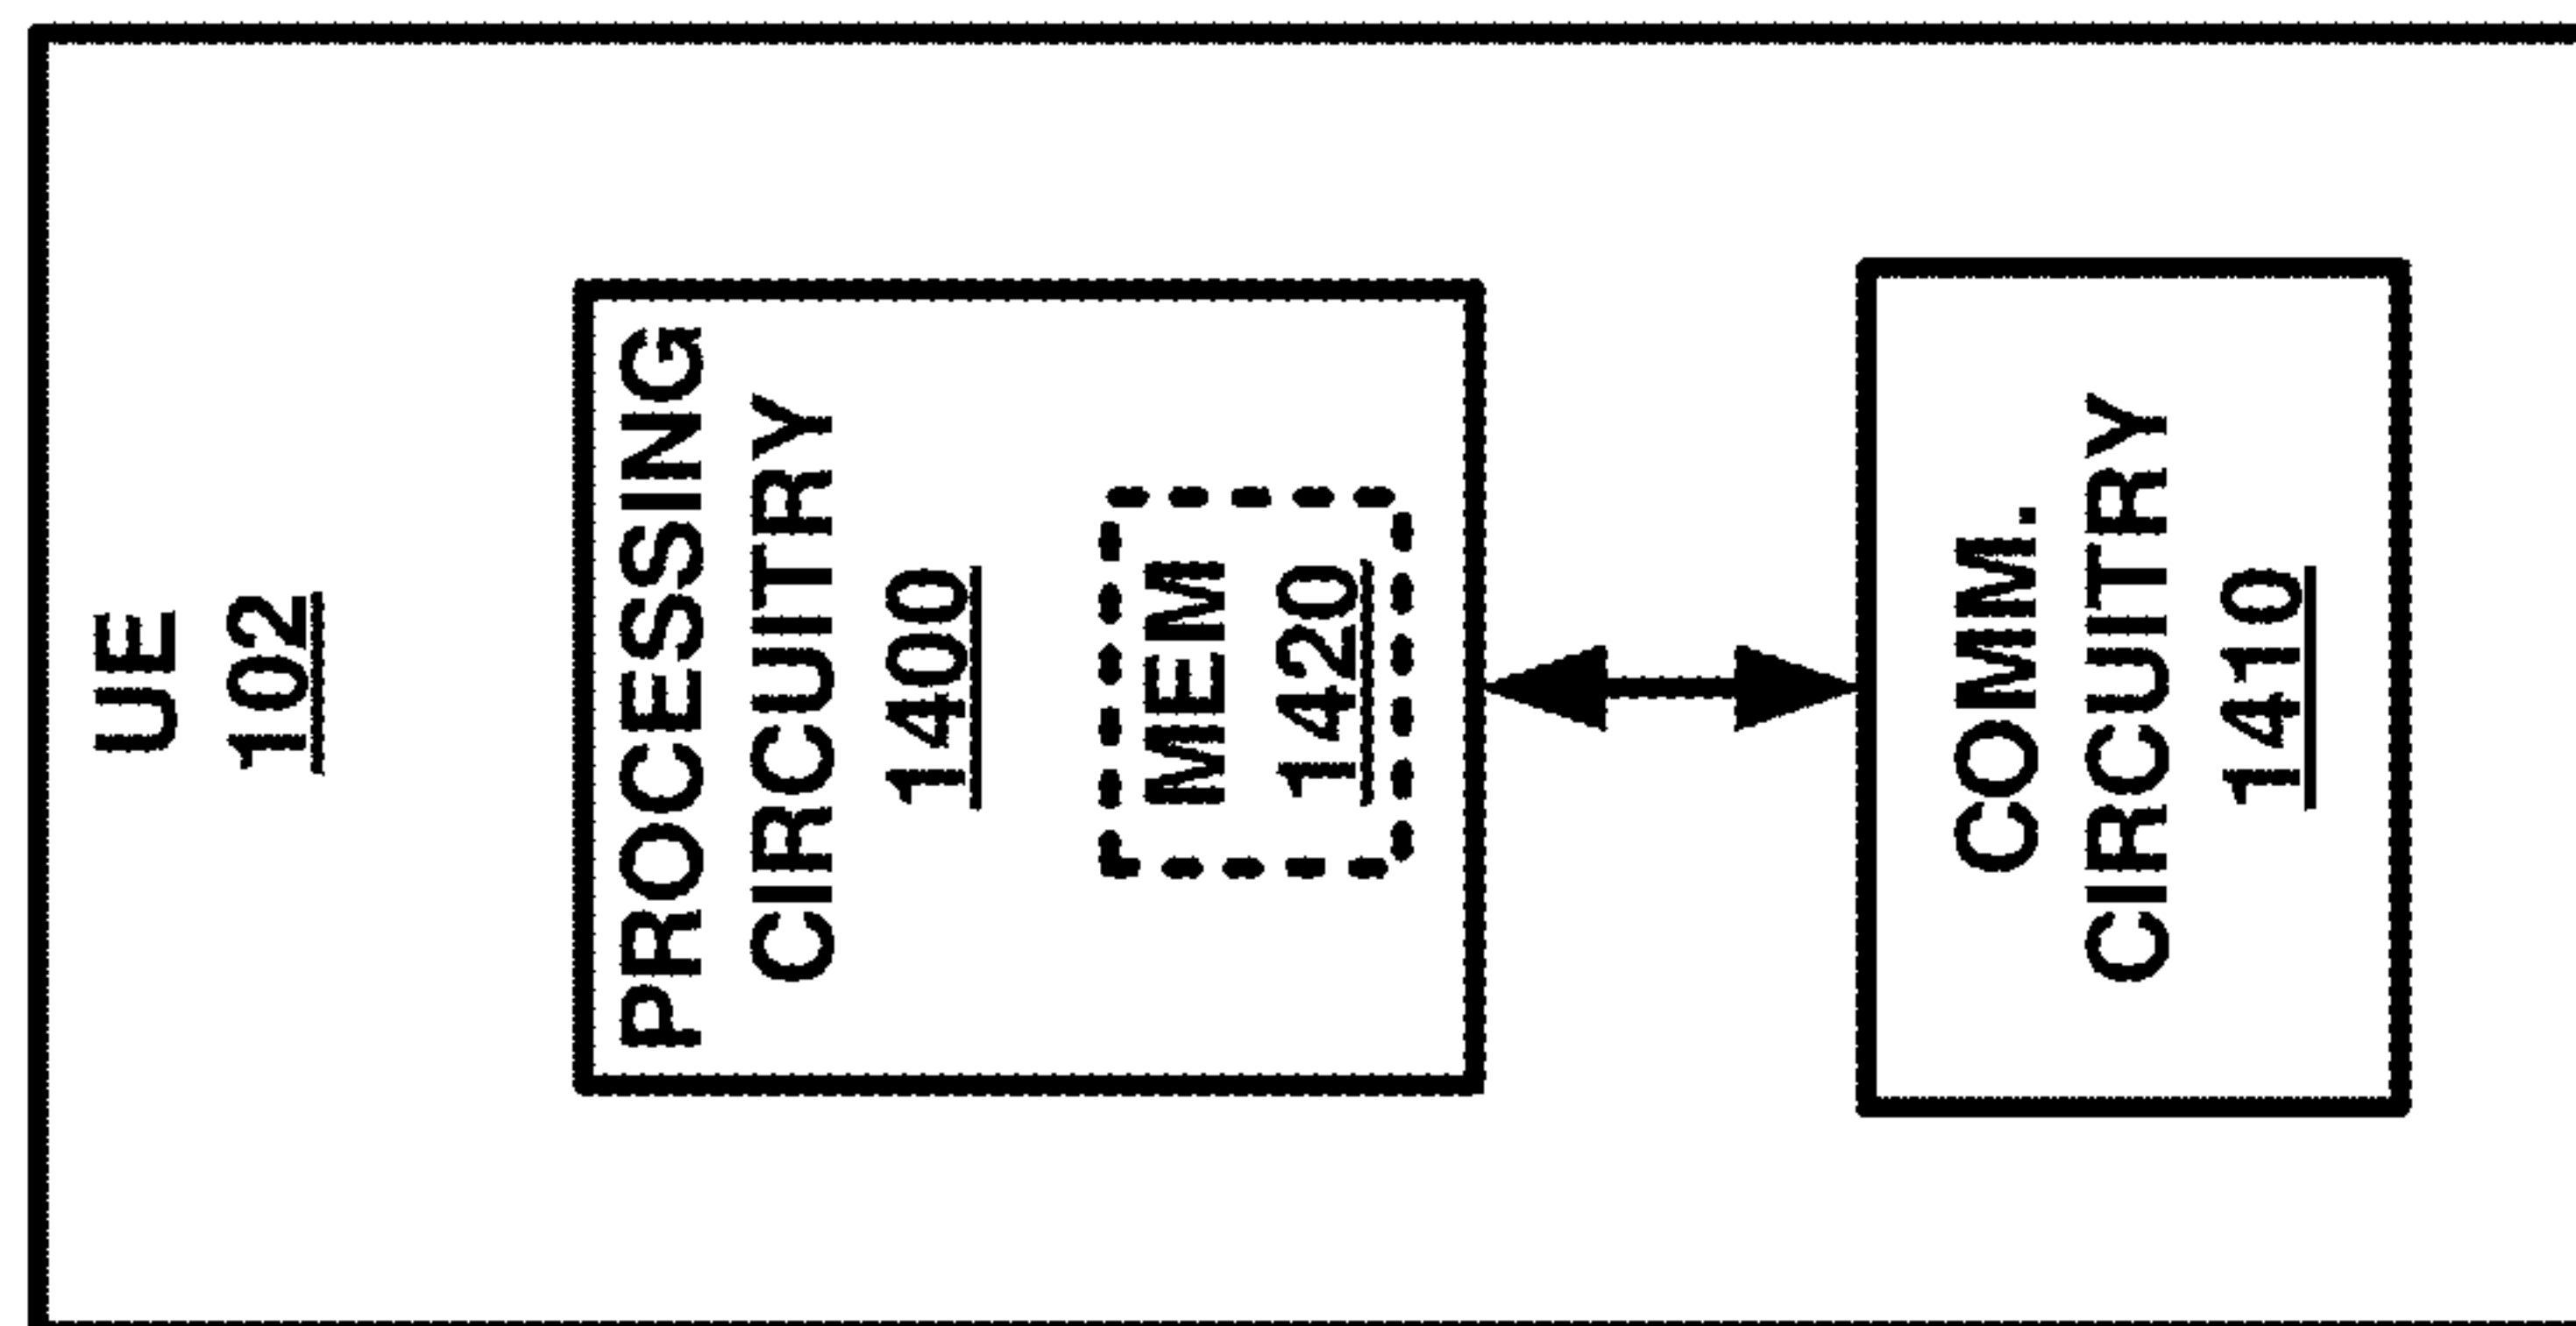 UE
102
PROCESSING
CIRCUITRY
1400
MEM
1420
COMM.
CIRCUITRY
1410